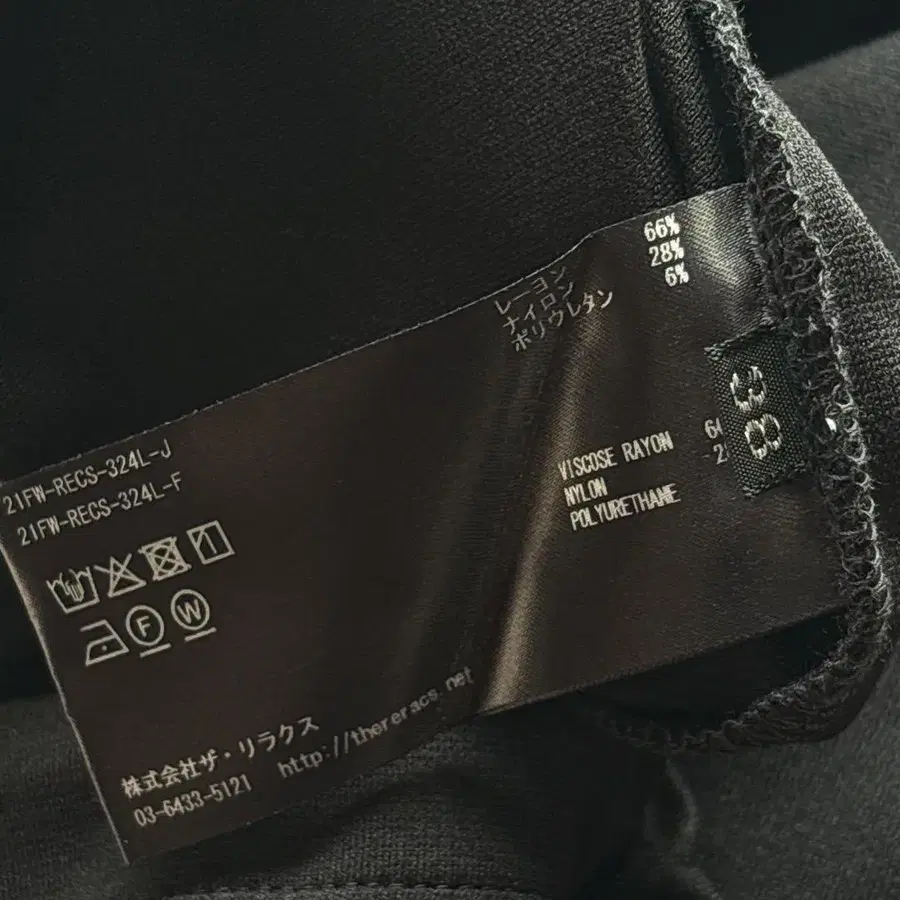 レーヨン 66%
ナイロン 28%
ポリウレタン 6%
VISCOSE RAYON
NYLON
POLYURETHANE
38
21FW-RECS-324L-J
21FW-RECS-324L-F
F W
株式会社ザ・リラクス
03-6433-5121 http://thereracs.net